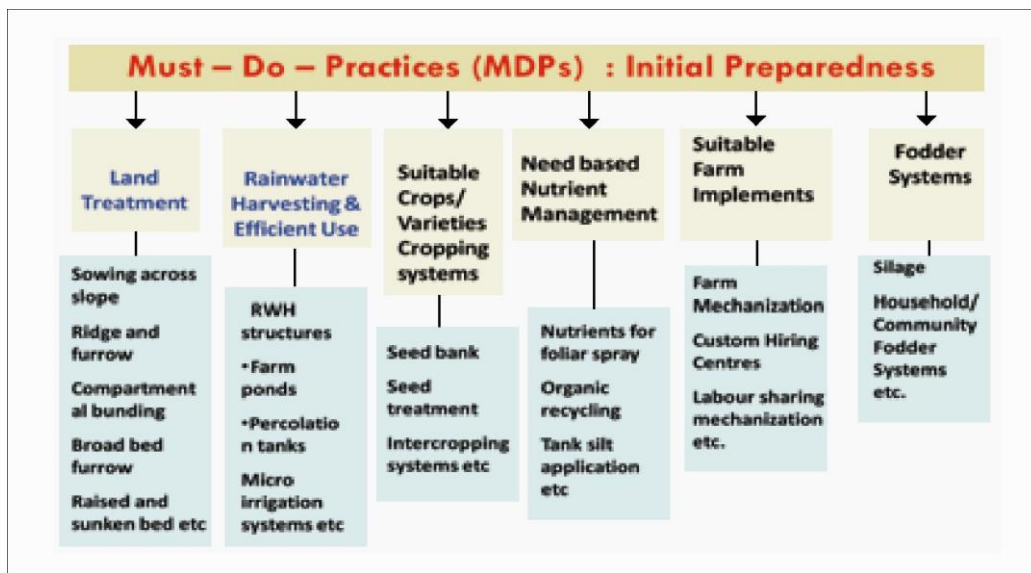 Must – Do – Practices (MDPs) : Initial Preparedness
Land
Treatment
Sowing across
slope
Ridge and
furrow
Compartment
al bunding
Broad bed
furrow
Raised and
sunken bed etc
Rainwater
Harvesting &
Efficient Use
RWH
structures
•Farm
ponds
•Percolatio
n tanks
Micro
irrigation
systems etc
Suitable
Crops/
Varieties
Cropping
systems
Seed bank
Seed
treatment
Intercropping
systems etc
Need based
Nutrient
Management
Nutrients for
foliar spray
Organic
recycling
Tank silt
application
etc
Suitable
Farm
Implements
Farm
Mechanization
Custom Hiring
Centres
Labour sharing
mechanization
etc.
Fodder
Systems
Silage
Household/
Community
Fodder
Systems
etc.